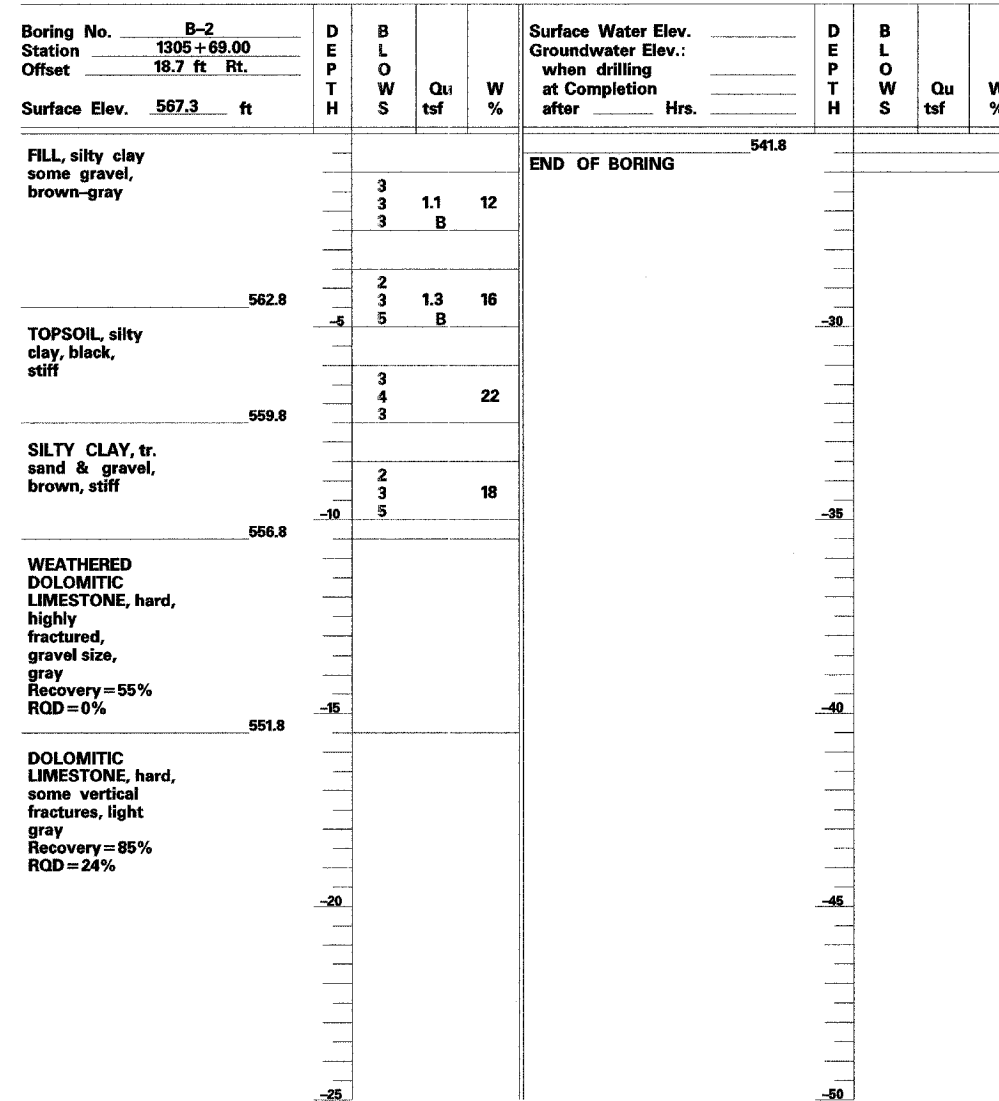 Boring No. B-2
Station 1305+69.00
Offset 18.7 ft Rt.
Surface Elev. 567.3 ft
D E P T H
B L O W S
Qu tsf
W %
Surface Water Elev.
Groundwater Elev.:
when drilling
at Completion
after Hrs.
D E P T H
B L O W S
Qu tsf
W %
FILL, silty clay
some gravel,
brown-gray
3
3 1.1 12
3 B
2
562.8 3 1.3 16
-5 5 B
TOPSOIL, silty
clay, black,
stiff
3
4 22
559.8 3
SILTY CLAY, tr.
sand & gravel,
brown, stiff
2
3 18
-10 5
556.8
WEATHERED
DOLOMITIC
LIMESTONE, hard,
highly
fractured,
gravel size,
gray
Recovery=55%
RQD=0%
-15
551.8
DOLOMITIC
LIMESTONE, hard,
some vertical
fractures, light
gray
Recovery=85%
RQD=24%
-20
-25
541.8
END OF BORING
-30
-35
-40
-45
-50